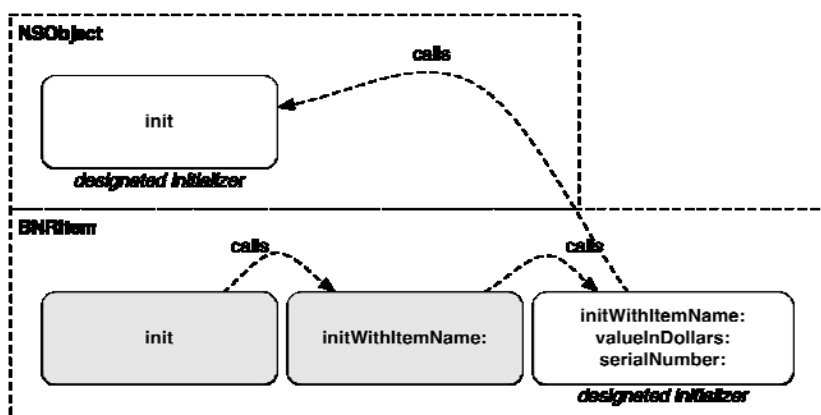 NSObject
calls
init
designated initializer
BNRItem
calls
calls
init
initWithItemName:
initWithItemName:
valueInDollars:
serialNumber:
designated initializer